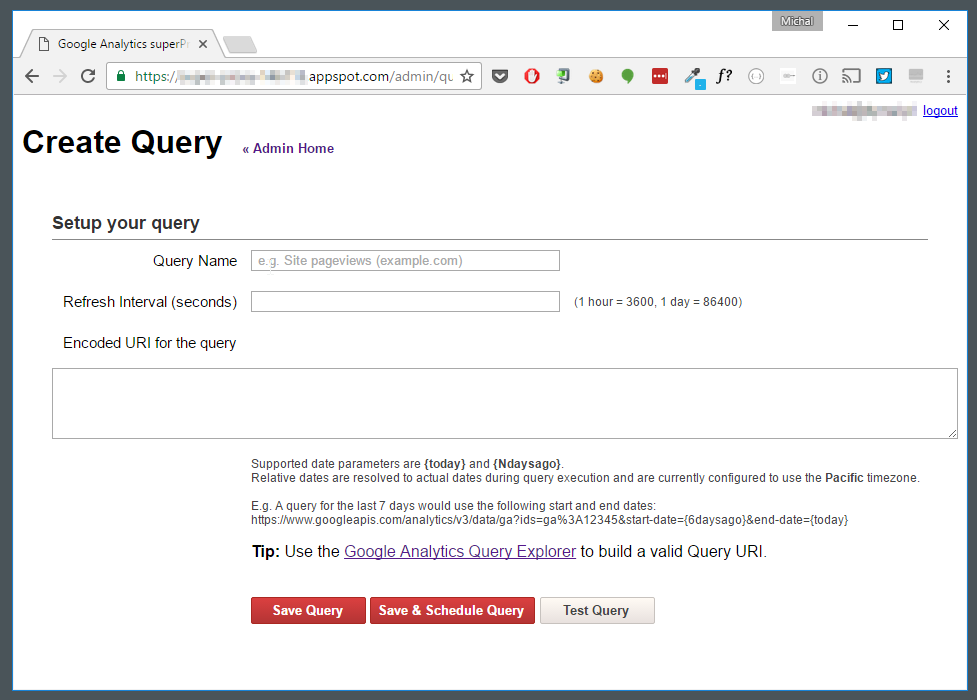 Michal
Google Analytics superPr
https:// appspot.com/admin/qu
f?
logout
Create Query « Admin Home
Setup your query
Query Name e.g. Site pageviews (example.com)
Refresh Interval (seconds) (1 hour = 3600, 1 day = 86400)
Encoded URI for the query
Supported date parameters are {today} and {Ndaysago}.
Relative dates are resolved to actual dates during query execution and are currently configured to use the Pacific timezone.
E.g. A query for the last 7 days would use the following start and end dates:
https://www.googleapis.com/analytics/v3/data/ga?ids=ga%3A12345&start-date={6daysago}&end-date={today}
Tip: Use the Google Analytics Query Explorer to build a valid Query URI.
Save Query Save & Schedule Query Test Query